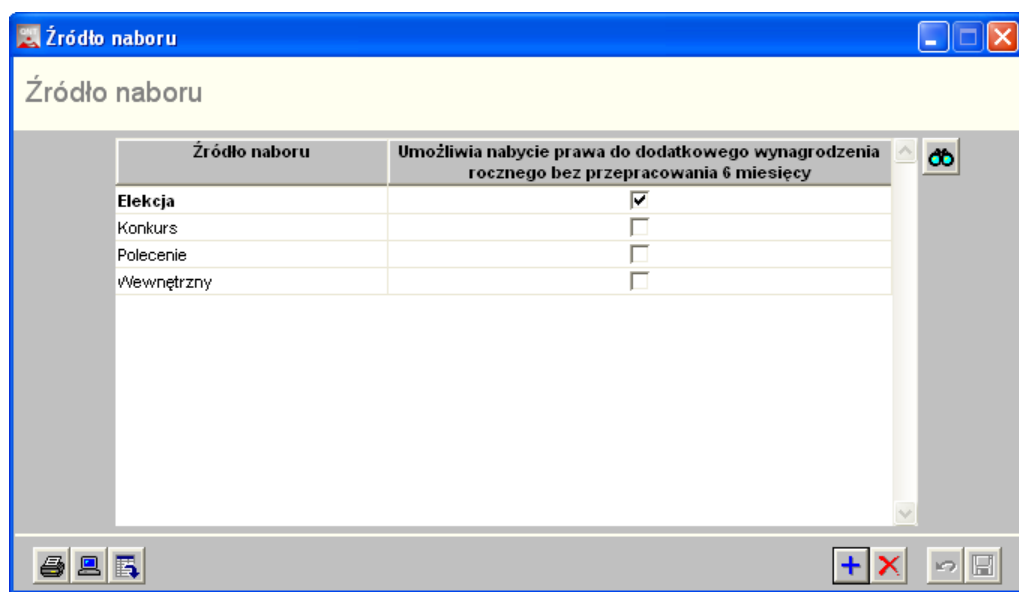 Źródło naboru
Źródło naboru
Źródło naboru
Umożliwia nabycie prawa do dodatkowego wynagrodzenia
rocznego bez przepracowania 6 miesięcy
Elekcja
Konkurs
Polecenie
Wewnętrzny